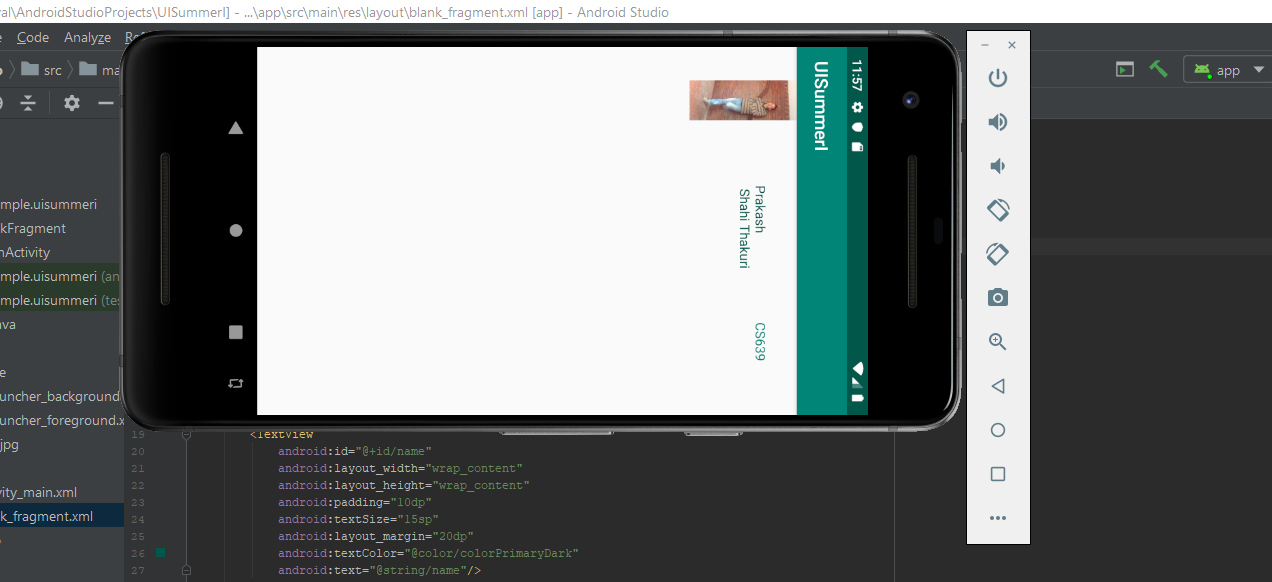 val\AndroidStudioProjects\UISummerI] - ...\app\src\main\res\layout\blank_fragment.xml [app] - Android Studio
Code Analyze
src
app
mple.uisummeri
kFragment
nActivity
mple.uisummeri (an
mple.uisummeri (tes
ava
e
uncher_background
uncher_foreground.x
jpg
vity_main.xml
k_fragment.xml
11:57
UISummerI
Prakash
Shahi Thakuri
CS639
19 <TextView
20 android:id="@+id/name"
21 android:layout_width="wrap_content"
22 android:layout_height="wrap_content"
23 android:padding="10dp"
24 android:textSize="15sp"
25 android:layout_margin="20dp"
26 android:textColor="@color/colorPrimaryDark"
27 android:text="@string/name"/>